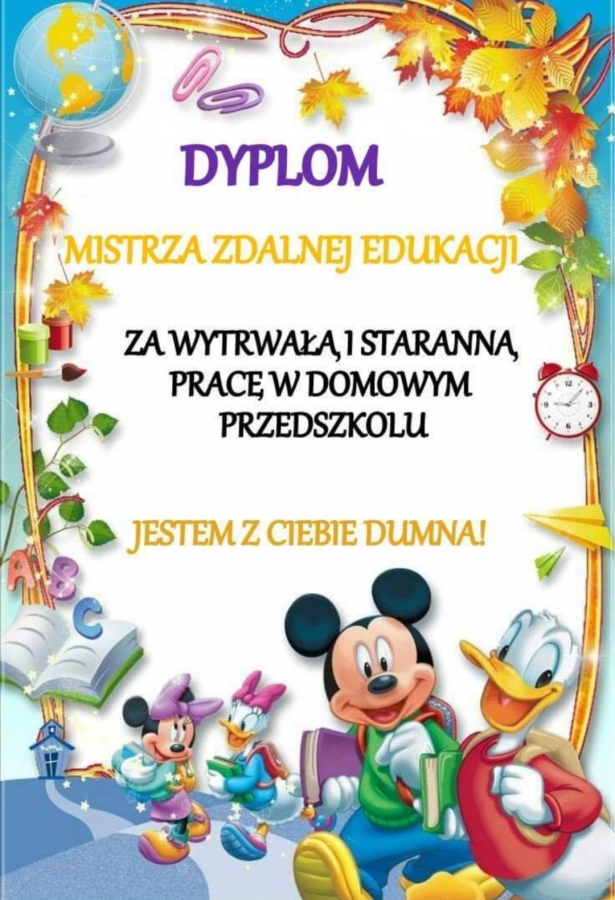 DYPLOM
MISTRZA ZDALNEJ EDUKACJI
ZA WYTRWAŁĄ I STARANNĄ
PRACĘ W DOMOWYM
PRZEDSZKOLU
JESTEM Z CIEBIE DUMNA!
A B C